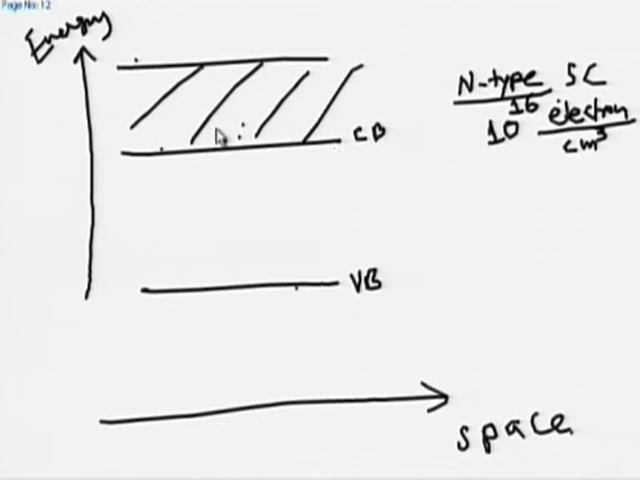 Page No: 12
Energy
N-type SC
10^16 electron/cm^3
CB
VB
space